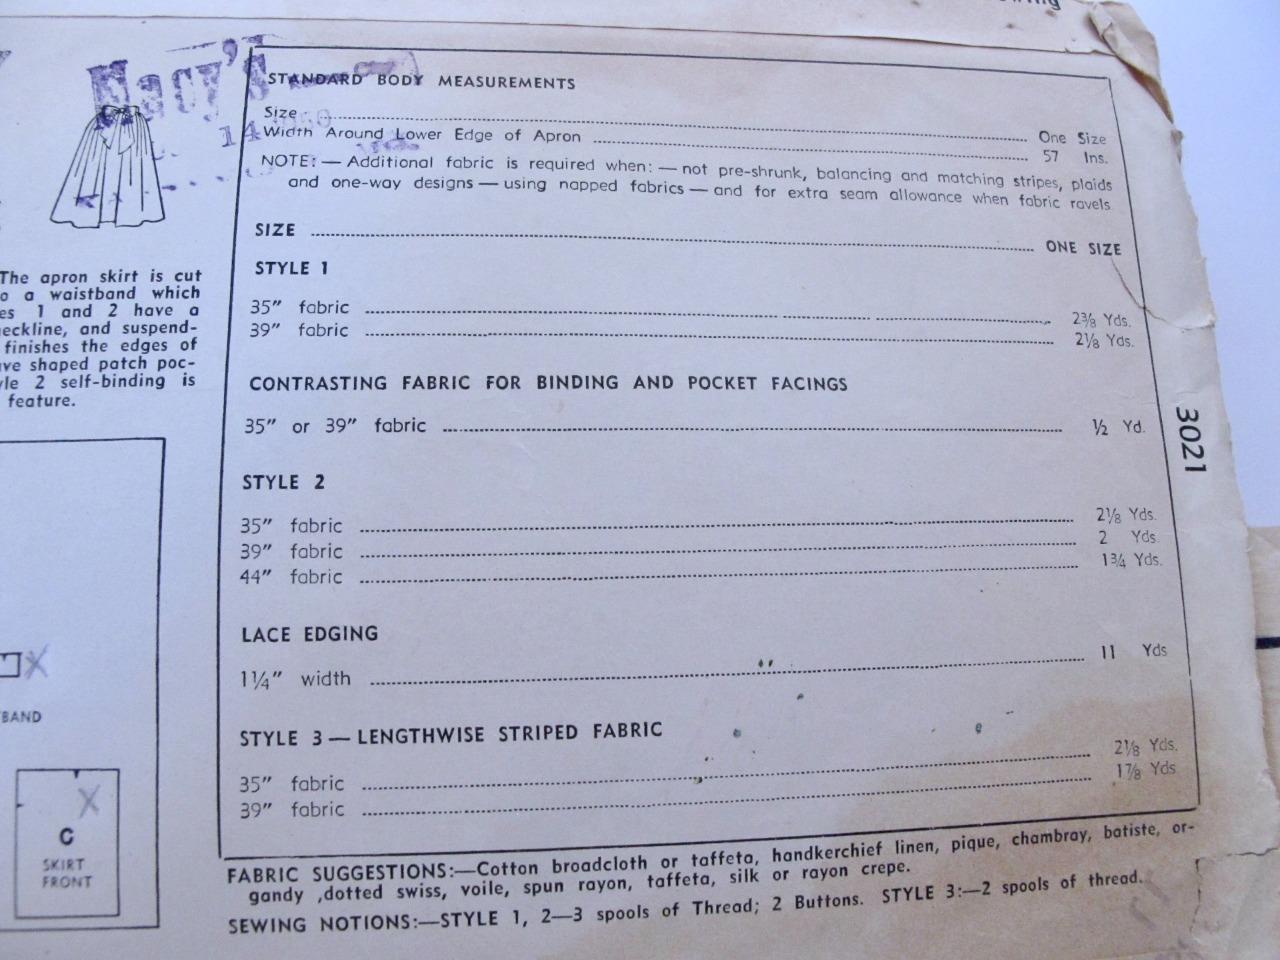 Macy's
14
STANDARD BODY MEASUREMENTS
Size ........ One Size
Width Around Lower Edge of Apron ........ 57 Ins.
NOTE: — Additional fabric is required when: — not pre-shrunk, balancing and matching stripes, plaids
and one-way designs — using napped fabrics — and for extra seam allowance when fabric ravels
SIZE ........ ONE SIZE
STYLE 1
35" fabric ........ 2⅜ Yds.
39" fabric ........ 2⅛ Yds.
CONTRASTING FABRIC FOR BINDING AND POCKET FACINGS
35" or 39" fabric ........ ½ Yd.
STYLE 2
35" fabric ........ 2⅛ Yds.
39" fabric ........ 2 Yds.
44" fabric ........ 1¾ Yds.
LACE EDGING
1¼" width ........ 11 Yds
STYLE 3 — LENGTHWISE STRIPED FABRIC
35" fabric ........ 2⅛ Yds.
39" fabric ........ 1⅞ Yds
FABRIC SUGGESTIONS:—Cotton broadcloth or taffeta, handkerchief linen, pique, chambray, batiste, or-
gandy ,dotted swiss, voile, spun rayon, taffeta, silk or rayon crepe.
SEWING NOTIONS:—STYLE 1, 2—3 spools of Thread; 2 Buttons. STYLE 3:—2 spools of thread.
The apron skirt is cut
a waistband which
1 and 2 have a
and suspend-
finishes the edges of
shaped patch poc-
2 self-binding is
feature.
X
X
C
SKIRT
FRONT
3021